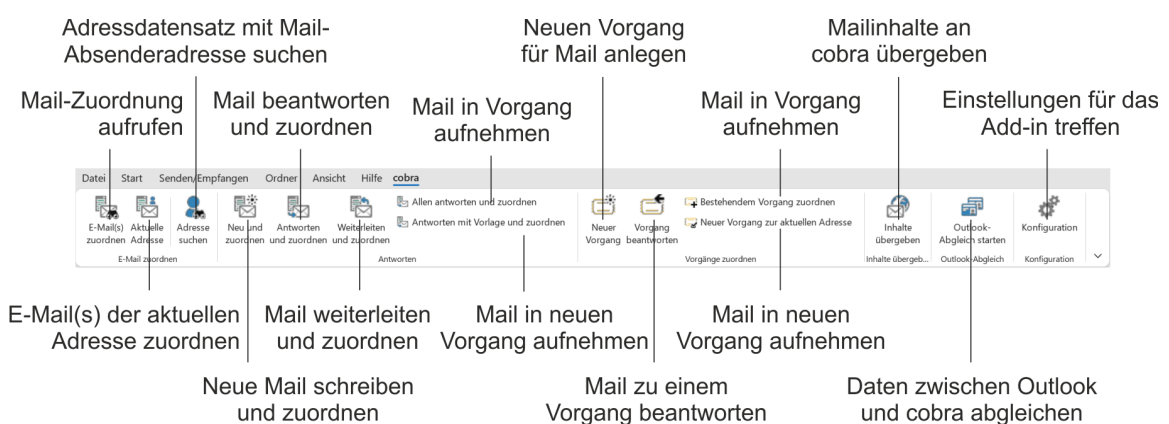 Adressdatensatz mit Mail-
Absenderadresse suchen
Neuen Vorgang
für Mail anlegen
Mailinhalte an
cobra übergeben
Mail-Zuordnung
aufrufen
Mail beantworten
und zuordnen
Mail in Vorgang
aufnehmen
Mail in Vorgang
aufnehmen
Einstellungen für das
Add-in treffen
Datei Start Senden/Empfangen Ordner Ansicht Hilfe cobra
E-Mail(s)
zuordnen
Aktuelle
Adresse
Adresse
suchen
E-Mail zuordnen
Neu und
zuordnen
Antworten
und zuordnen
Weiterleiten
und zuordnen
Allen antworten und zuordnen
Antworten mit Vorlage und zuordnen
Antworten
Neuer
Vorgang
Vorgang
beantworten
Bestehendem Vorgang zuordnen
Neuer Vorgang zur aktuellen Adresse
Vorgänge zuordnen
Inhalte
übergeben
Inhalte übergeb...
Outlook-
Abgleich starten
Outlook-Abgleich
Konfiguration
Konfiguration
E-Mail(s) der aktuellen
Adresse zuordnen
Mail weiterleiten
und zuordnen
Mail in neuen
Vorgang aufnehmen
Mail in neuen
Vorgang aufnehmen
Neue Mail schreiben
und zuordnen
Mail zu einem
Vorgang beantworten
Daten zwischen Outlook
und cobra abgleichen